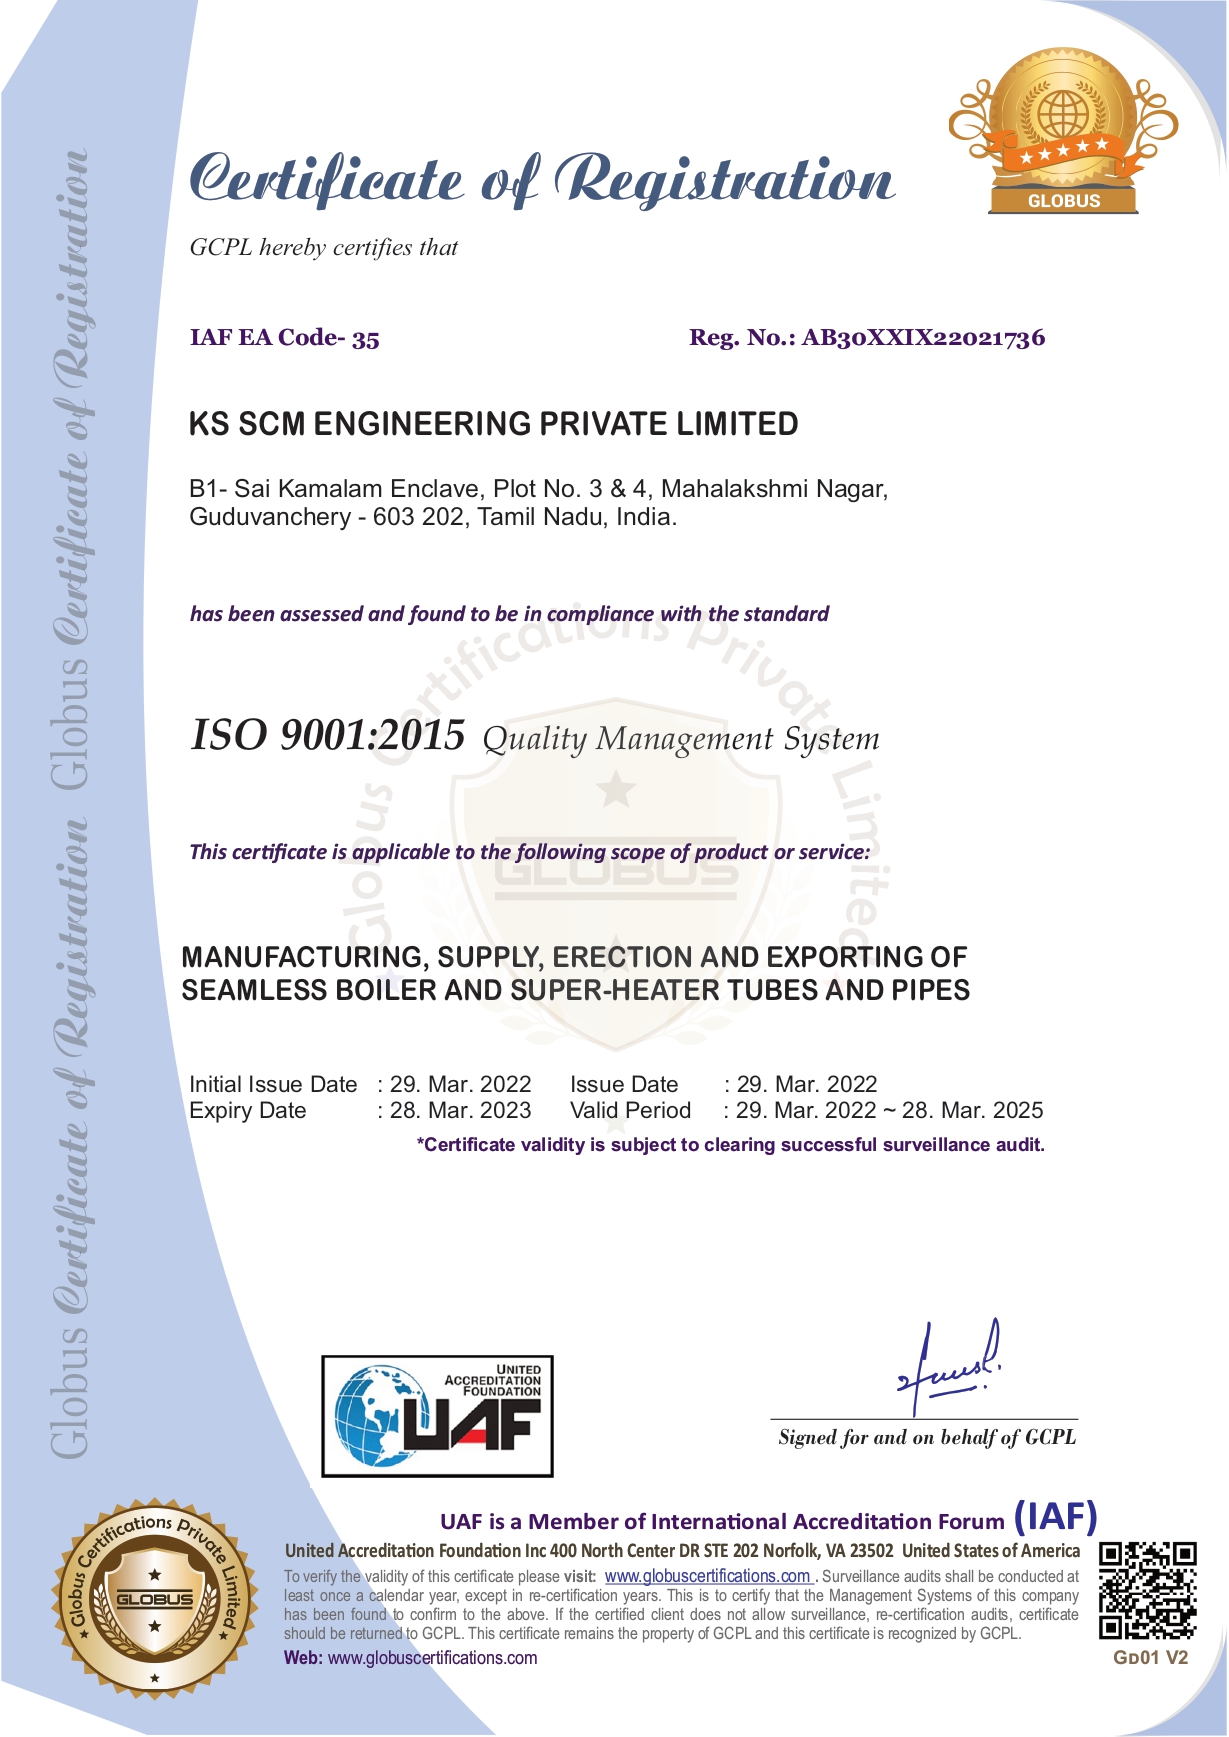 Certificate of Registration
GLOBUS
GCPL hereby certifies that
IAF EA Code- 35
Reg. No.: AB30XXIX22021736
KS SCM ENGINEERING PRIVATE LIMITED
B1- Sai Kamalam Enclave, Plot No. 3 & 4, Mahalakshmi Nagar,
Guduvanchery - 603 202, Tamil Nadu, India.
has been assessed and found to be in compliance with the standard
ISO 9001:2015 Quality Management System
This certificate is applicable to the following scope of product or service:
Globus Certifications Private Limited
GLOBUS
MANUFACTURING, SUPPLY, ERECTION AND EXPORTING OF
SEAMLESS BOILER AND SUPER-HEATER TUBES AND PIPES
Initial Issue Date : 29. Mar. 2022 Issue Date : 29. Mar. 2022
Expiry Date : 28. Mar. 2023 Valid Period : 29. Mar. 2022 ~ 28. Mar. 2025
*Certificate validity is subject to clearing successful surveillance audit.
Globus Certificate of Registration Globus Certificate of Registration
UNITED
ACCREDITATION
FOUNDATION
UAF
Signed for and on behalf of GCPL
UAF is a Member of International Accreditation Forum (IAF)
United Accreditation Foundation Inc 400 North Center DR STE 202 Norfolk, VA 23502 United States of America
To verify the validity of this certificate please visit: www.globuscertifications.com . Surveillance audits shall be conducted at
least once a calendar year, except in re-certification years. This is to certify that the Management Systems of this company
has been found to confirm to the above. If the certified client does not allow surveillance, re-certification audits, certificate
should be returned to GCPL. This certificate remains the property of GCPL and this certificate is recognized by GCPL.
Web: www.globuscertifications.com
Globus Certifications Private Limited
GLOBUS
GD01 V2